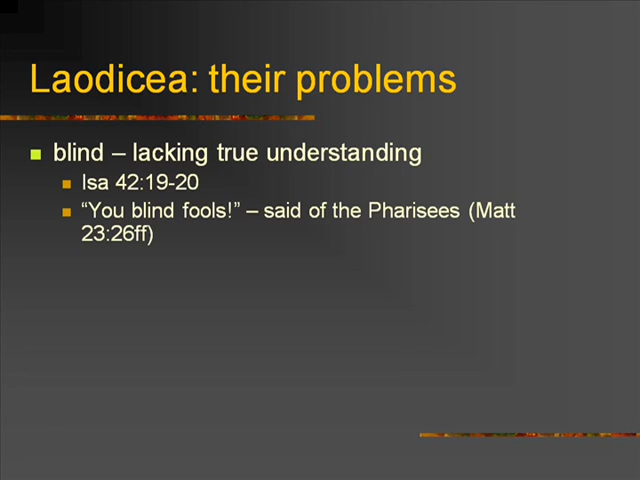 Laodicea: their problems
blind – lacking true understanding
Isa 42:19-20
“You blind fools!” – said of the Pharisees (Matt
23:26ff)